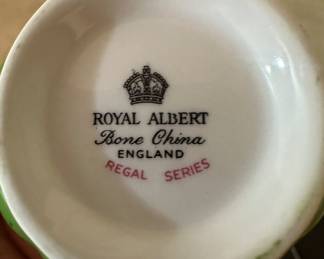 ROYAL ALBERT
Bone China
ENGLAND
REGAL SERIES